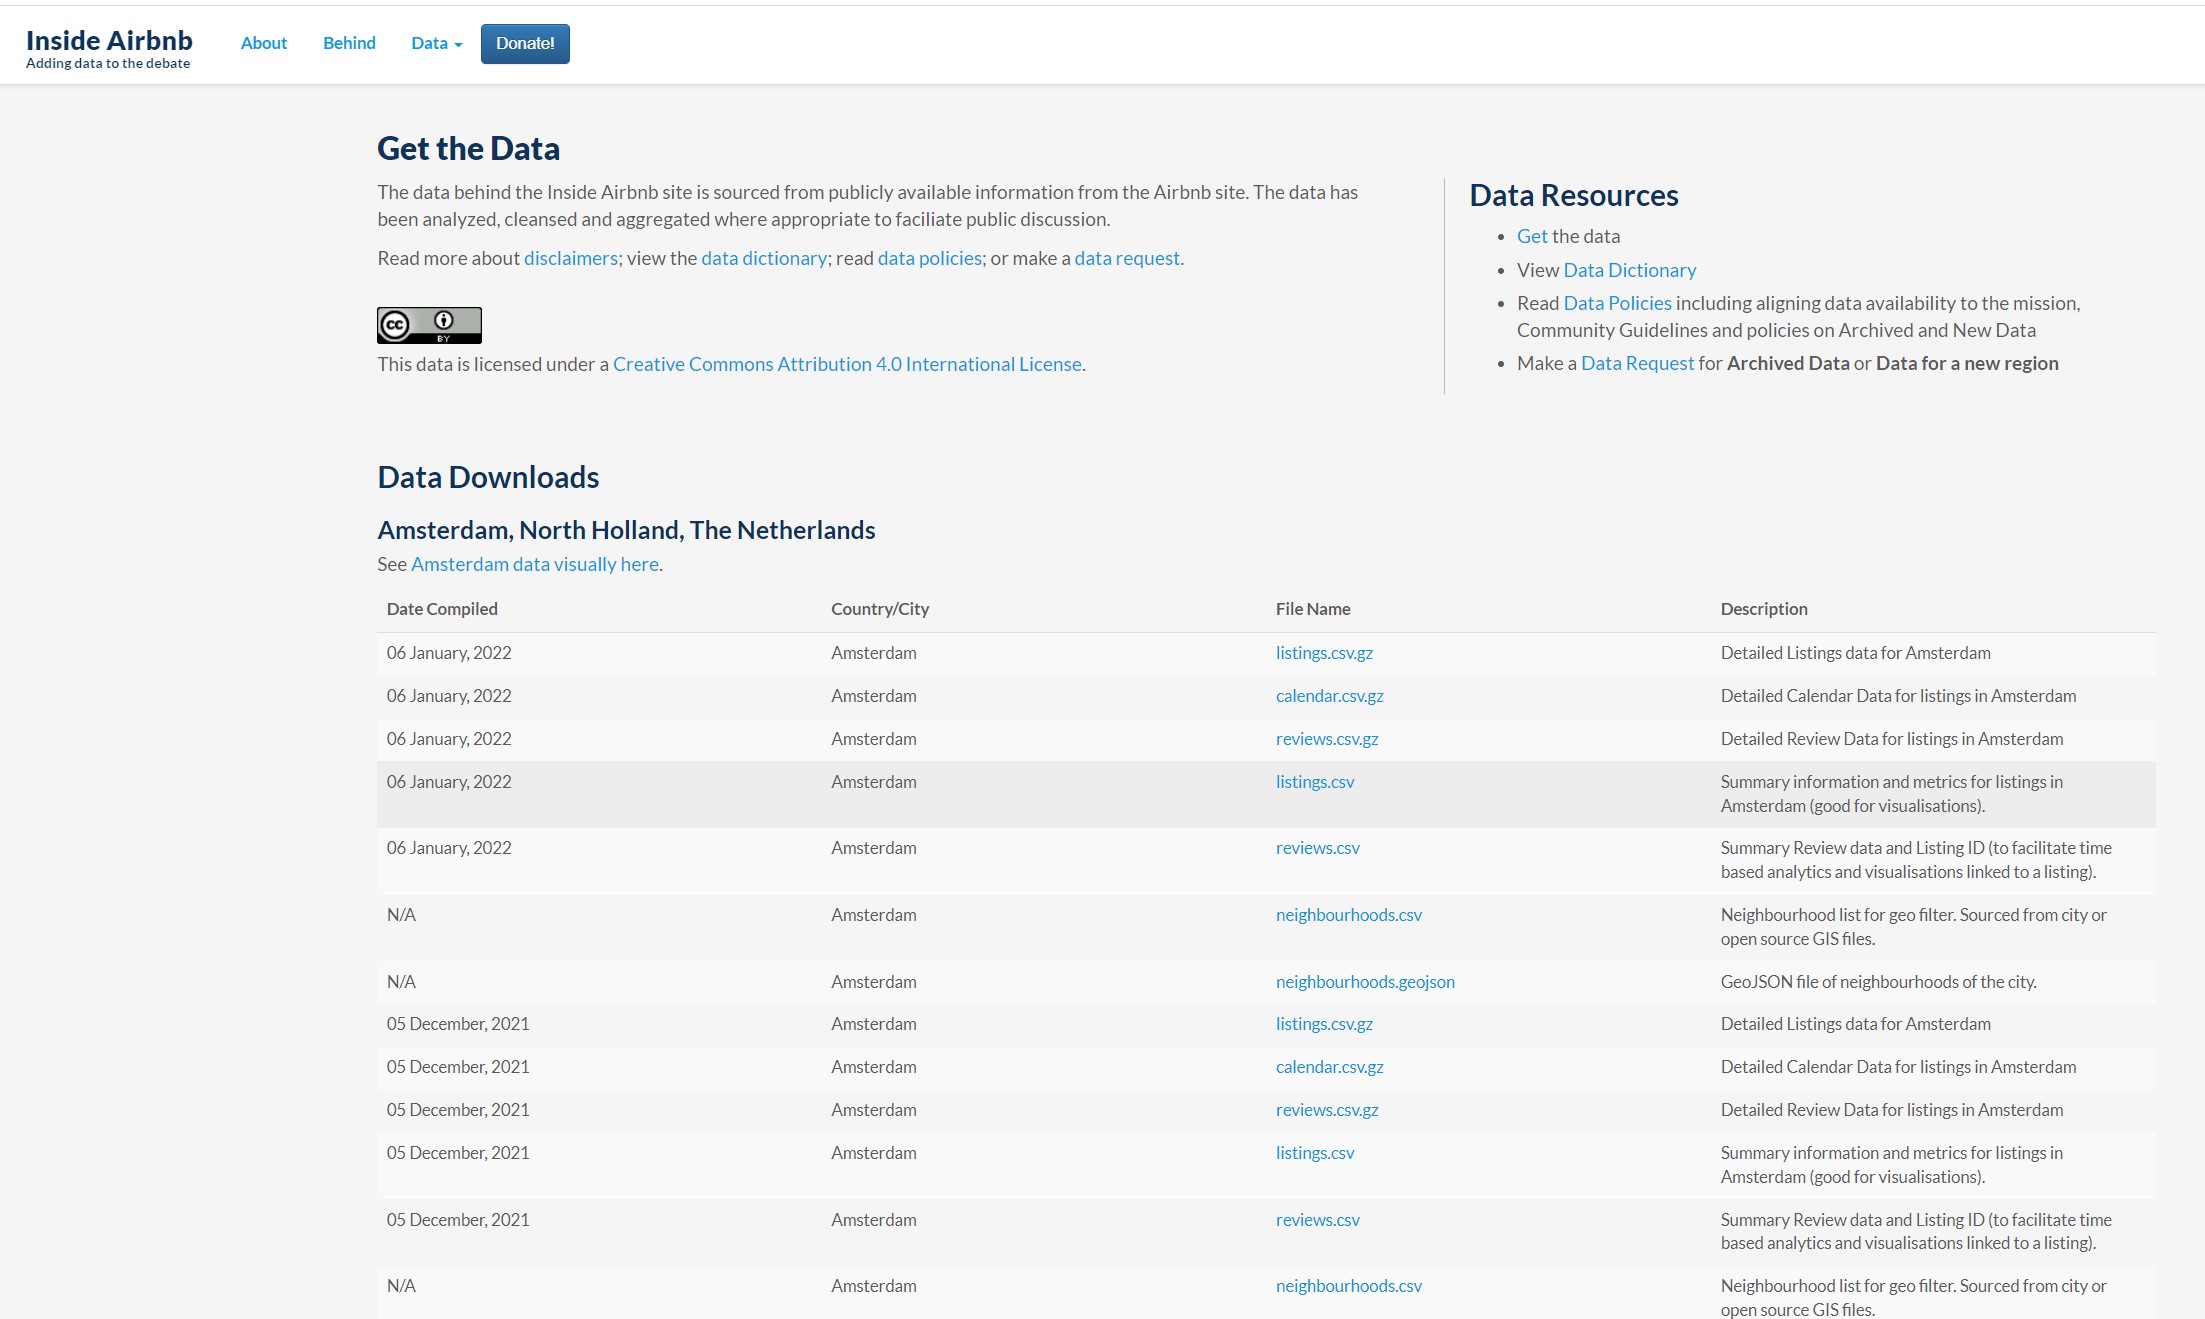 Inside Airbnb
Adding data to the debate
About
Behind
Data
Donate!
Get the Data
The data behind the Inside Airbnb site is sourced from publicly available information from the Airbnb site. The data has
been analyzed, cleansed and aggregated where appropriate to faciliate public discussion.
Read more about disclaimers; view the data dictionary; read data policies; or make a data request.
cc BY
This data is licensed under a Creative Commons Attribution 4.0 International License.
Data Resources
• Get the data
• View Data Dictionary
• Read Data Policies including aligning data availability to the mission,
Community Guidelines and policies on Archived and New Data
• Make a Data Request for Archived Data or Data for a new region
Data Downloads
Amsterdam, North Holland, The Netherlands
See Amsterdam data visually here.
Date Compiled Country/City File Name Description
06 January, 2022 Amsterdam listings.csv.gz Detailed Listings data for Amsterdam
06 January, 2022 Amsterdam calendar.csv.gz Detailed Calendar Data for listings in Amsterdam
06 January, 2022 Amsterdam reviews.csv.gz Detailed Review Data for listings in Amsterdam
06 January, 2022 Amsterdam listings.csv Summary information and metrics for listings in
Amsterdam (good for visualisations).
06 January, 2022 Amsterdam reviews.csv Summary Review data and Listing ID (to facilitate time
based analytics and visualisations linked to a listing).
N/A Amsterdam neighbourhoods.csv Neighbourhood list for geo filter. Sourced from city or
open source GIS files.
N/A Amsterdam neighbourhoods.geojson GeoJSON file of neighbourhoods of the city.
05 December, 2021 Amsterdam listings.csv.gz Detailed Listings data for Amsterdam
05 December, 2021 Amsterdam calendar.csv.gz Detailed Calendar Data for listings in Amsterdam
05 December, 2021 Amsterdam reviews.csv.gz Detailed Review Data for listings in Amsterdam
05 December, 2021 Amsterdam listings.csv Summary information and metrics for listings in
Amsterdam (good for visualisations).
05 December, 2021 Amsterdam reviews.csv Summary Review data and Listing ID (to facilitate time
based analytics and visualisations linked to a listing).
N/A Amsterdam neighbourhoods.csv Neighbourhood list for geo filter. Sourced from city or
open source GIS files.